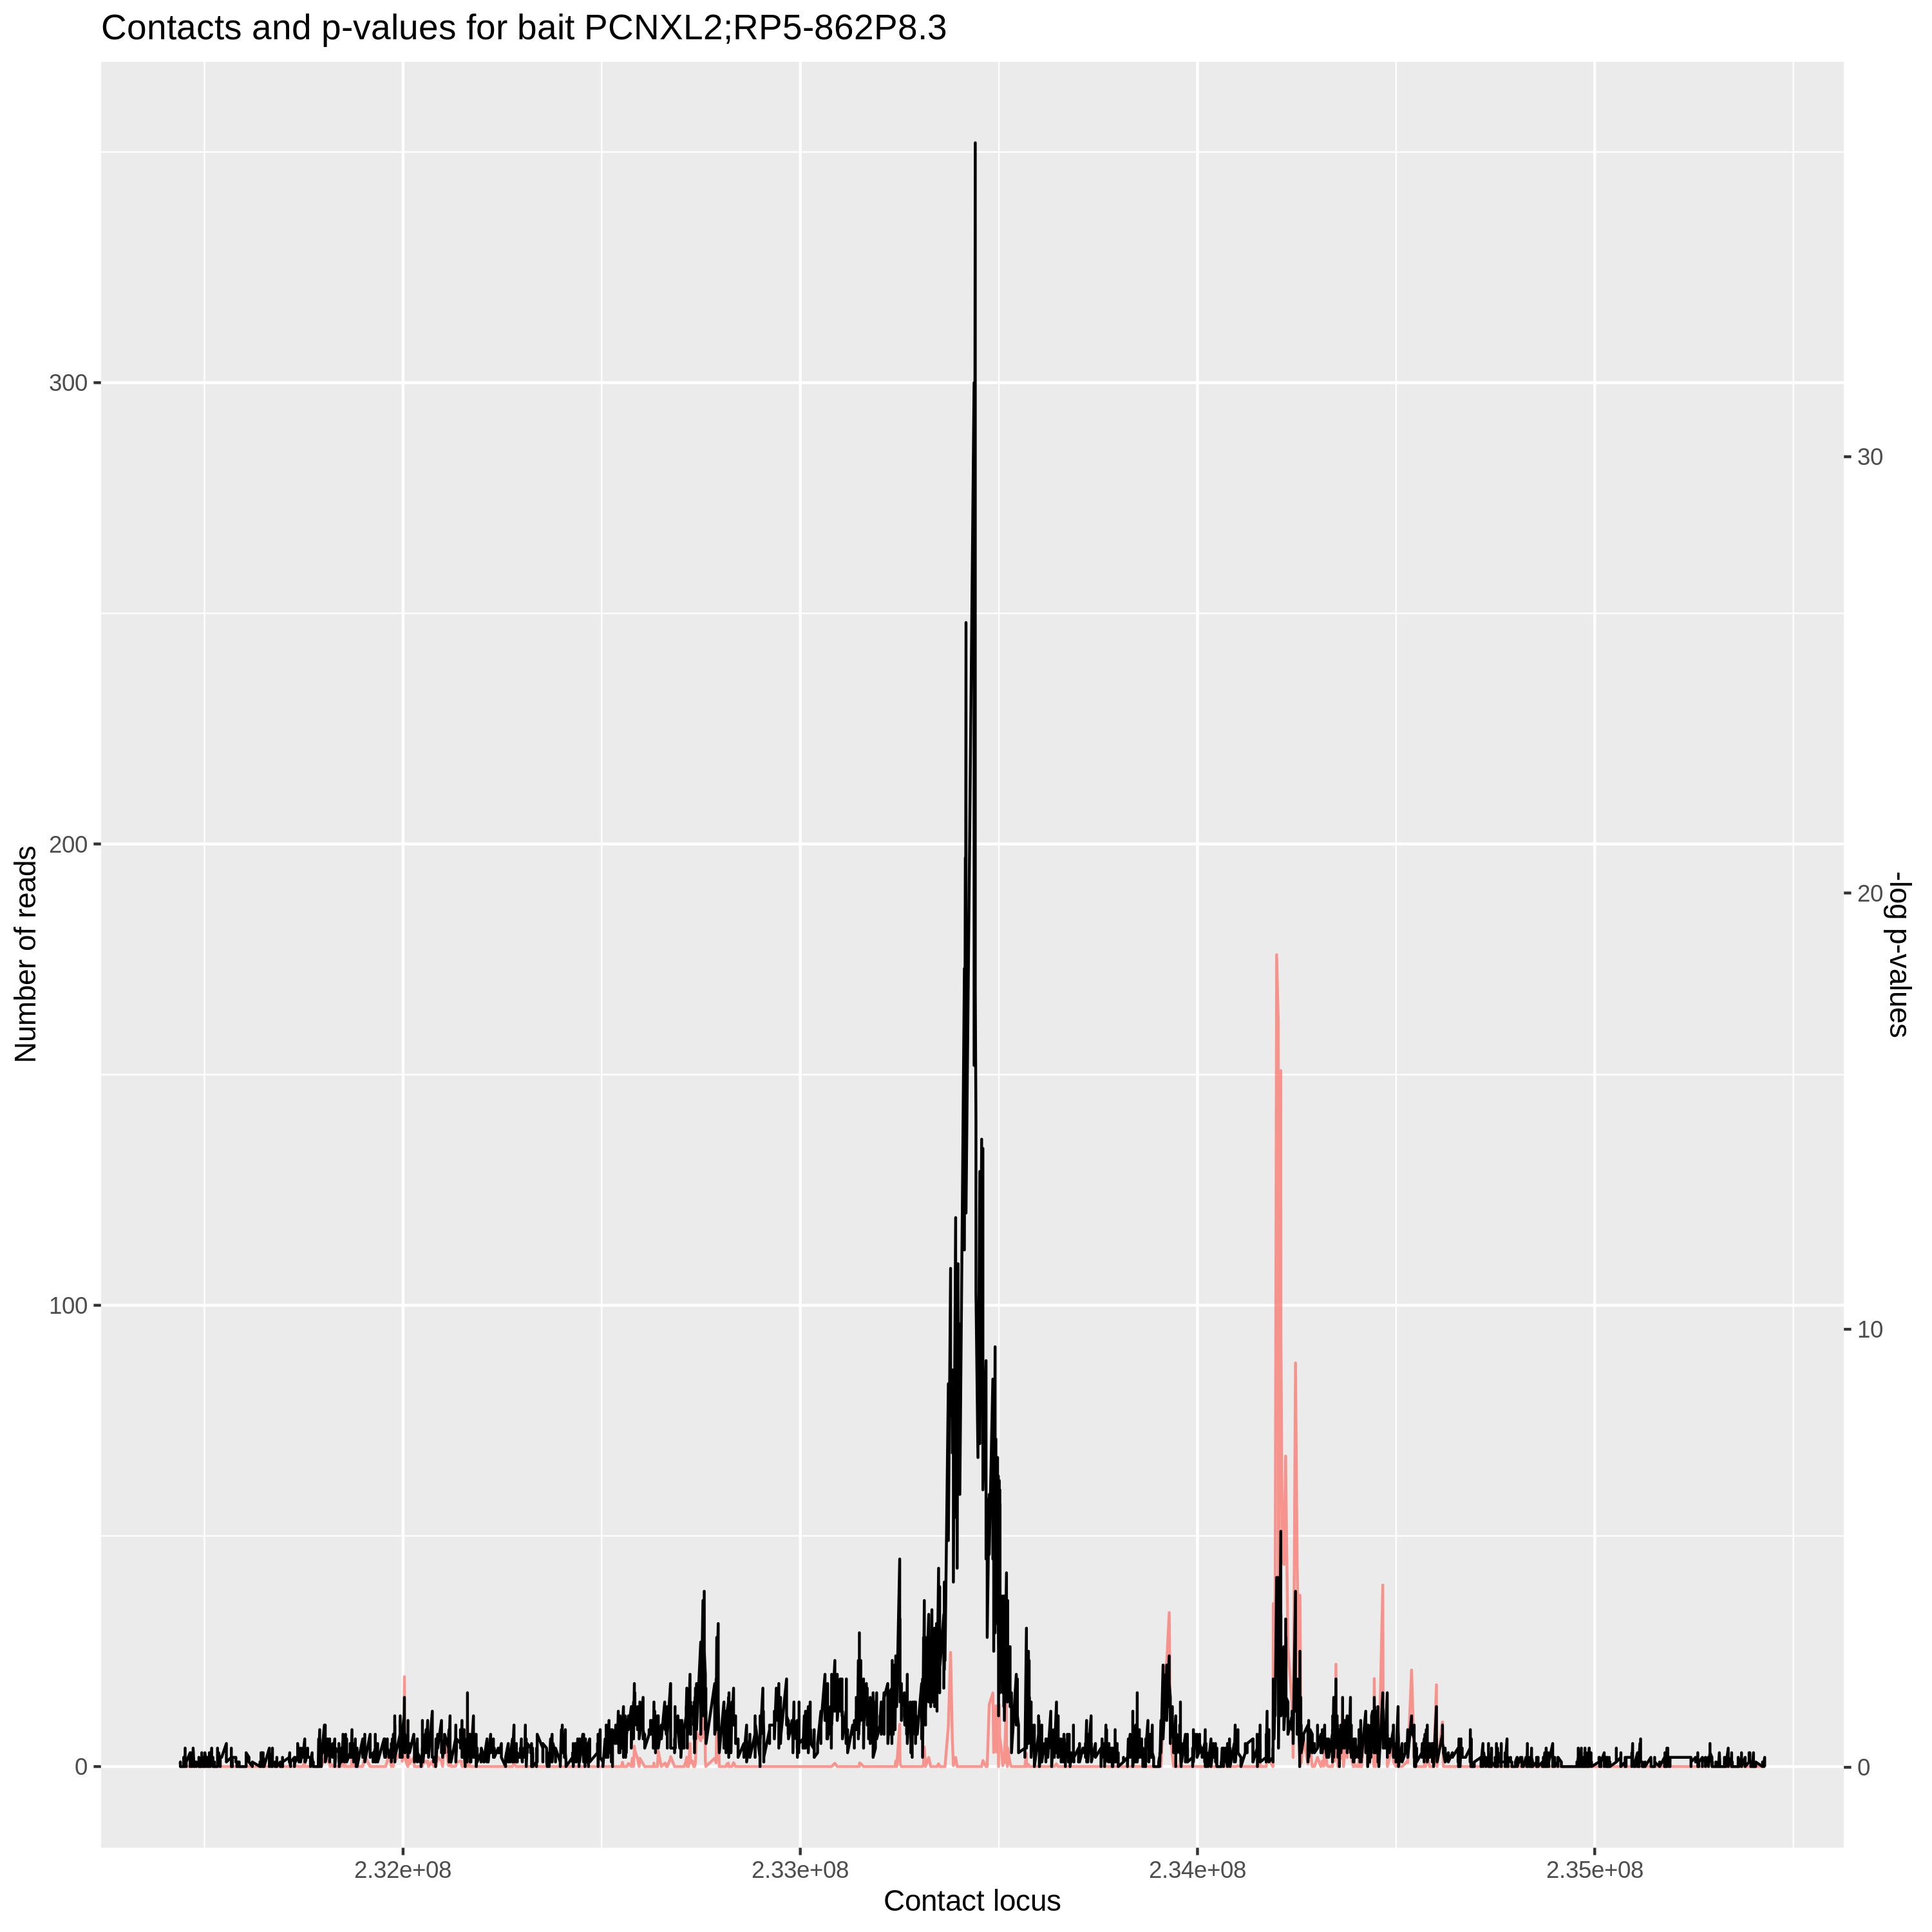 Contacts and p-values for bait PCNXL2;RP5-862P8.3
300
200
100
0
Number of reads
30
20
10
0
-log p-values
2.32e+08
2.33e+08
2.34e+08
2.35e+08
Contact locus